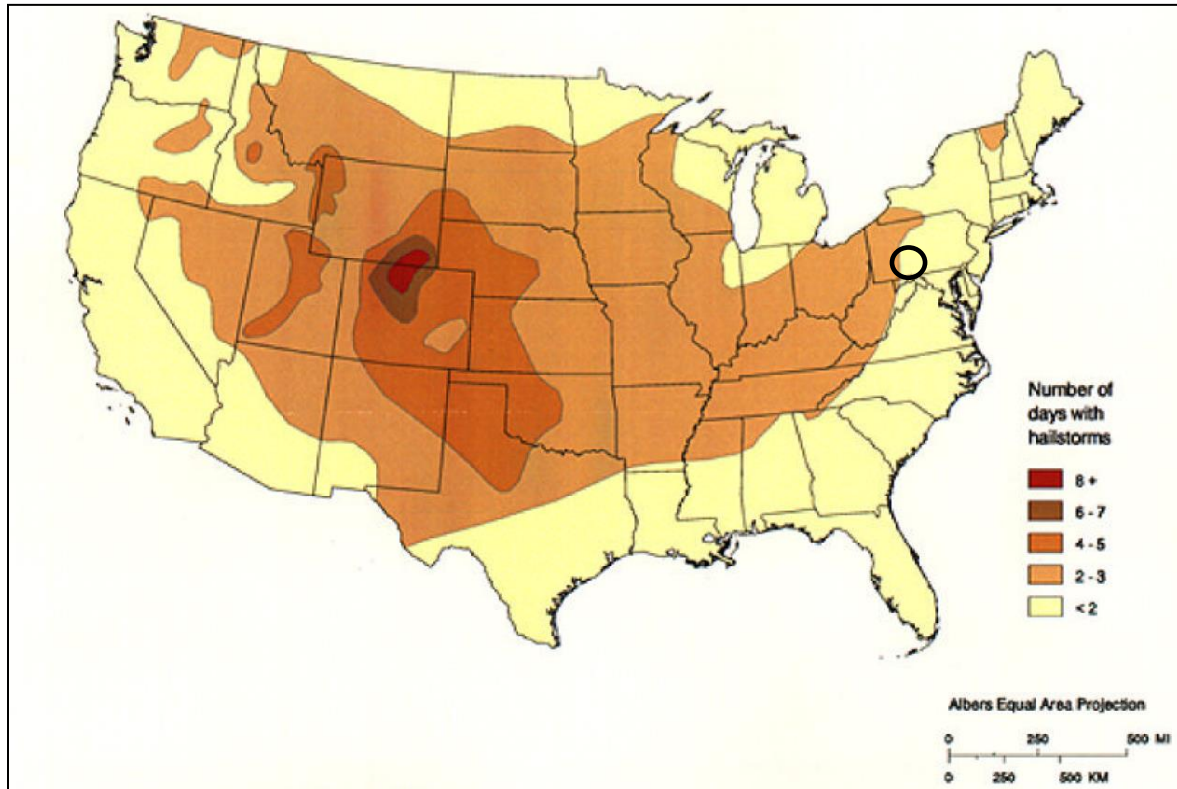 Number of
days with
hailstorms
8 +
6 - 7
4 - 5
2 - 3
< 2
Albers Equal Area Projection
0 250 500 MI
0 250 500 KM